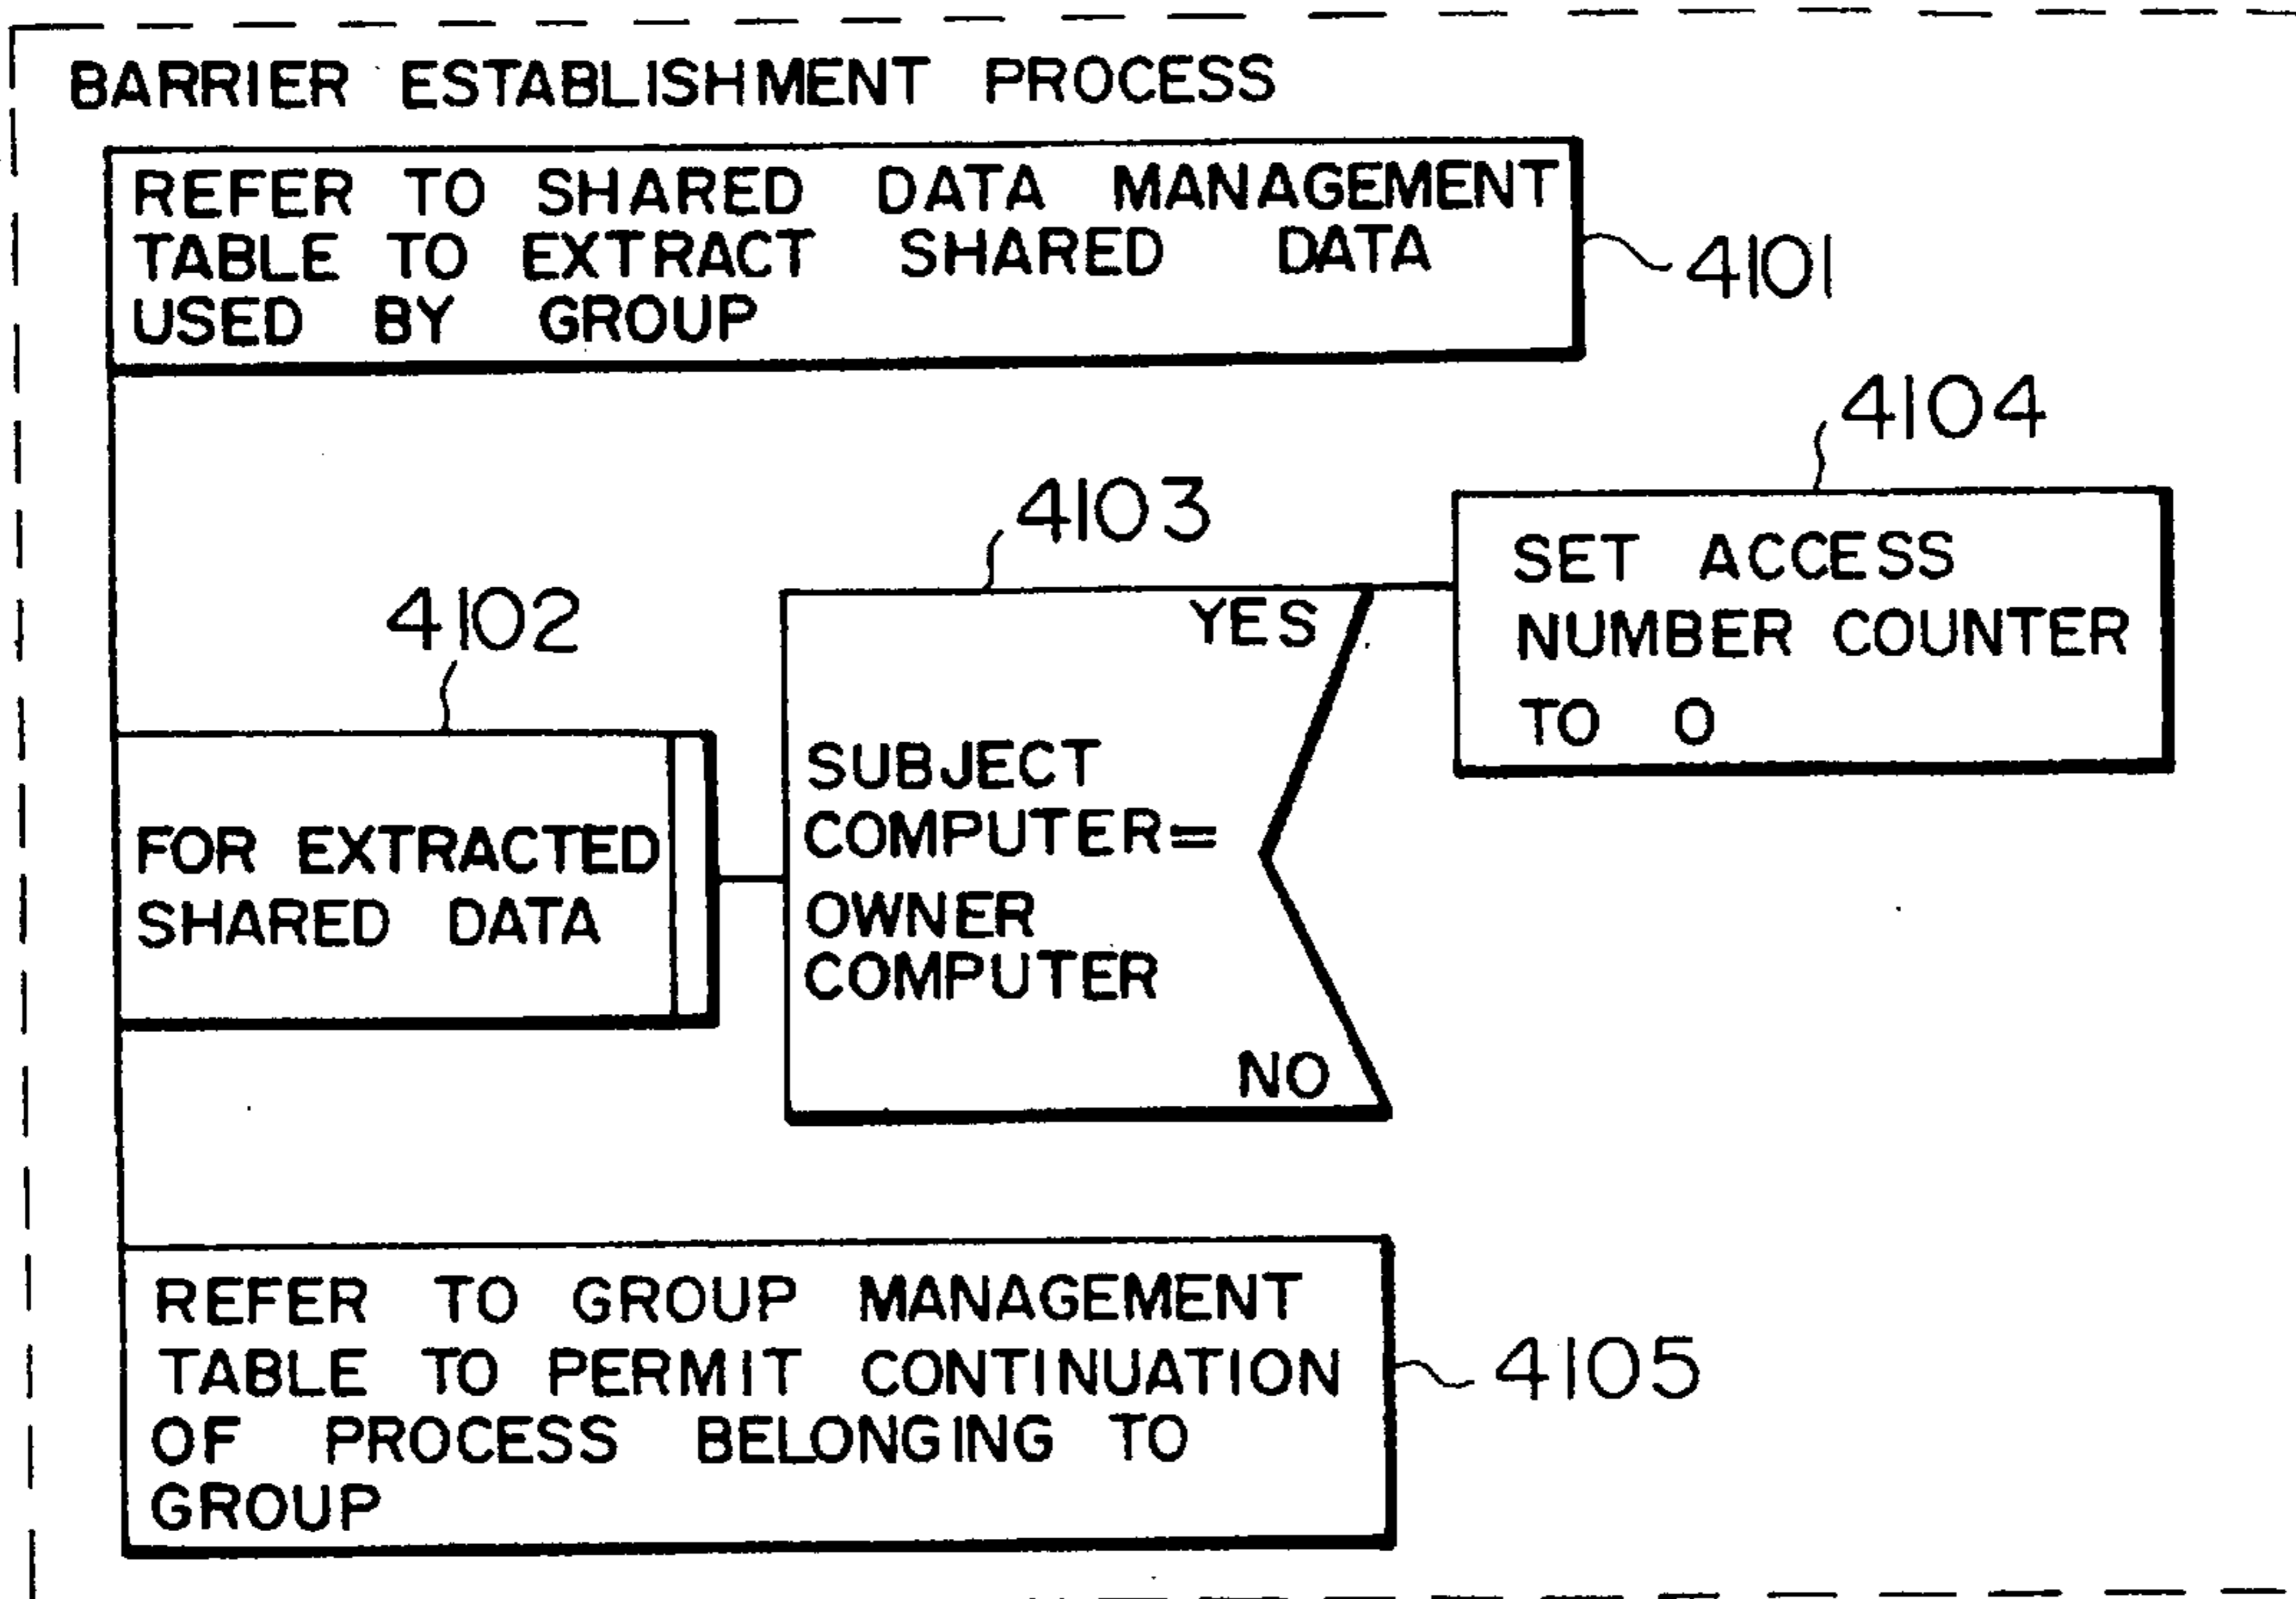 BARRIER ESTABLISHMENT PROCESS
REFER TO SHARED DATA MANAGEMENT
TABLE TO EXTRACT SHARED DATA
USED BY GROUP
4101
4104
4103
SET ACCESS
NUMBER COUNTER
TO 0
4102
YES
SUBJECT
COMPUTER=
OWNER
COMPUTER
NO
FOR EXTRACTED
SHARED DATA
REFER TO GROUP MANAGEMENT
TABLE TO PERMIT CONTINUATION
OF PROCESS BELONGING TO
GROUP
4105